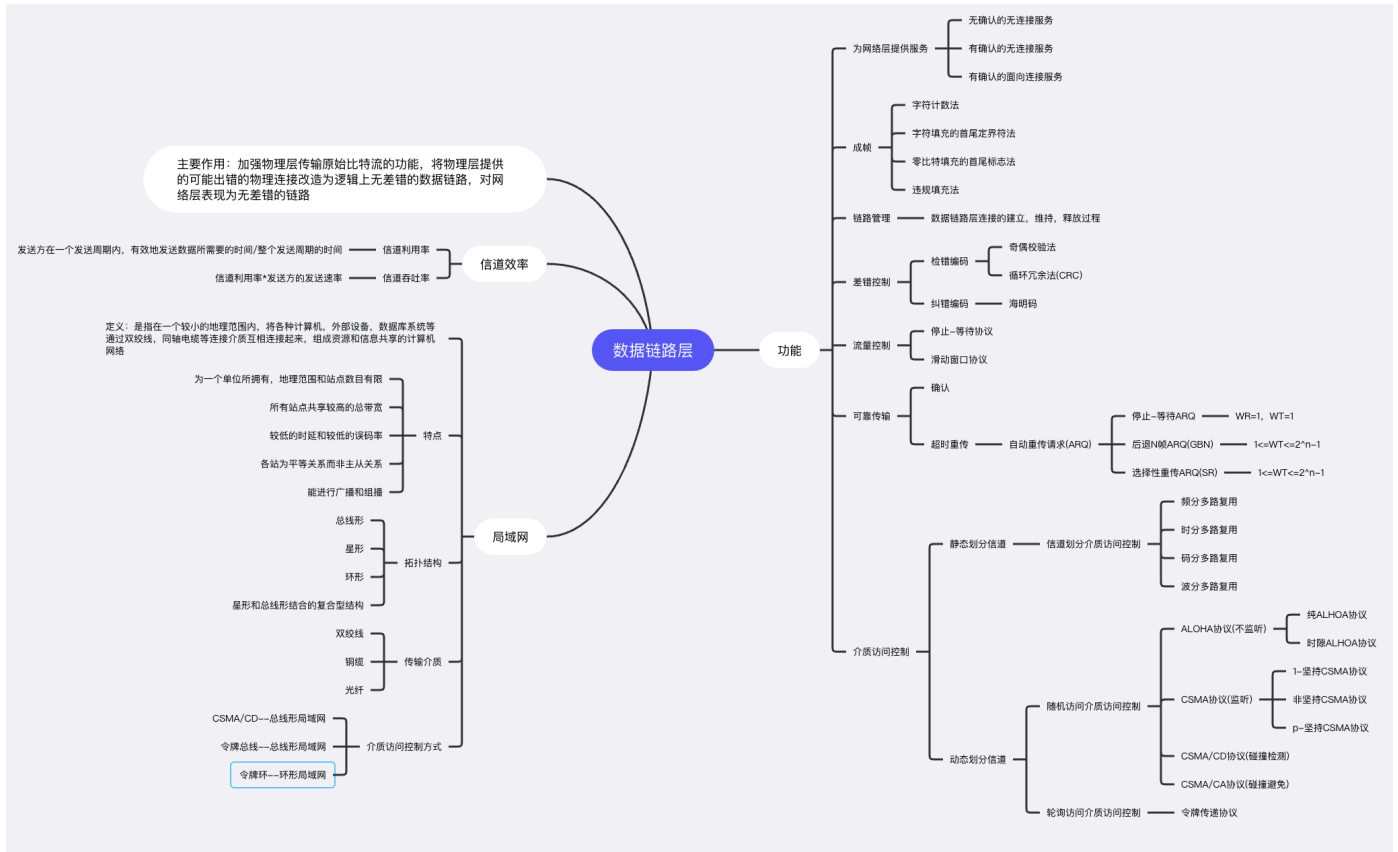 数据链路层
主要作用：加强物理层传输原始比特流的功能，将物理层提供
的可能出错的物理连接改造为逻辑上无差错的数据链路，对网
络层表现为无差错的链路
信道效率
信道利用率
发送方在一个发送周期内，有效地发送数据所需要的时间/整个发送周期的时间
信道吞吐率
信道利用率*发送方的发送速率
局域网
定义：是指在一个较小的地理范围内，将各种计算机，外部设备，数据库系统等
通过双绞线，同轴电缆等连接介质互相连接起来，组成资源和信息共享的计算机
网络
特点
为一个单位所拥有，地理范围和站点数目有限
所有站点共享较高的总带宽
较低的时延和较低的误码率
各站为平等关系而非主从关系
能进行广播和组播
拓扑结构
总线形
星形
环形
星形和总线形结合的复合型结构
传输介质
双绞线
铜缆
光纤
介质访问控制方式
CSMA/CD--总线形局域网
令牌总线--总线形局域网
令牌环--环形局域网
功能
为网络层提供服务
无确认的无连接服务
有确认的无连接服务
有确认的面向连接服务
成帧
字符计数法
字符填充的首尾定界符法
零比特填充的首尾标志法
违规填充法
链路管理
数据链路层连接的建立，维持，释放过程
差错控制
检错编码
奇偶校验法
循环冗余法(CRC)
纠错编码
海明码
流量控制
停止-等待协议
滑动窗口协议
可靠传输
确认
超时重传
自动重传请求(ARQ)
停止-等待ARQ
WR=1，WT=1
后退N帧ARQ(GBN)
1<=WT<=2^n-1
选择性重传ARQ(SR)
1<=WT<=2^n-1
介质访问控制
静态划分信道
信道划分介质访问控制
频分多路复用
时分多路复用
码分多路复用
波分多路复用
动态划分信道
随机访问介质访问控制
ALOHA协议(不监听)
纯ALHOA协议
时隙ALHOA协议
CSMA协议(监听)
1-坚持CSMA协议
非坚持CSMA协议
p-坚持CSMA协议
CSMA/CD协议(碰撞检测)
CSMA/CA协议(碰撞避免)
轮询访问介质访问控制
令牌传递协议